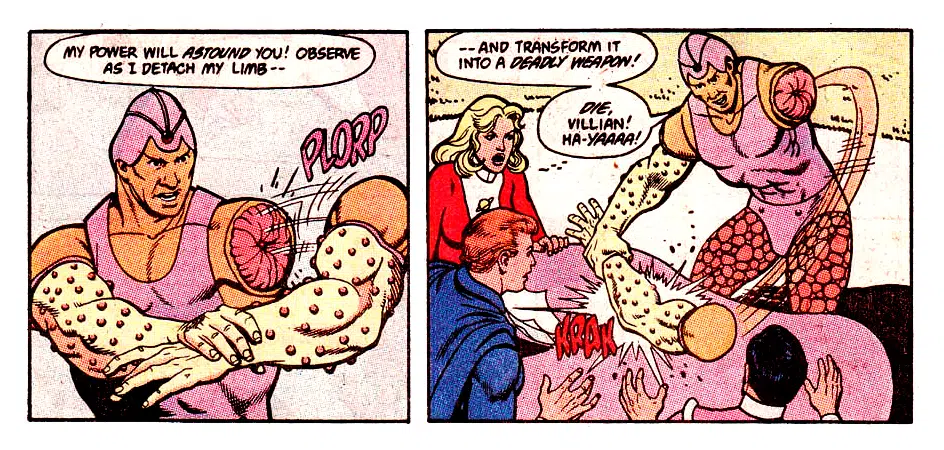 MY POWER WILL ASTOUND YOU! OBSERVE
AS I DETACH MY LIMB--
PLORP
--AND TRANSFORM IT
INTO A DEADLY WEAPON!
DIE,
VILLIAN!
HA-YAAAA!
KRAK